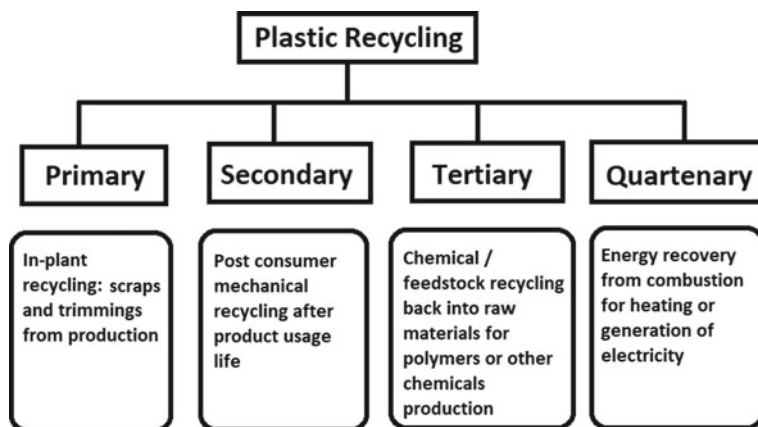 Plastic Recycling
Primary
Secondary
Tertiary
Quartenary
In-plant
recycling: scraps
and trimmings
from production
Post consumer
mechanical
recycling after
product usage
life
Chemical /
feedstock recycling
back into raw
materials for
polymers or other
chemicals
production
Energy recovery
from combustion
for heating or
generation of
electricity